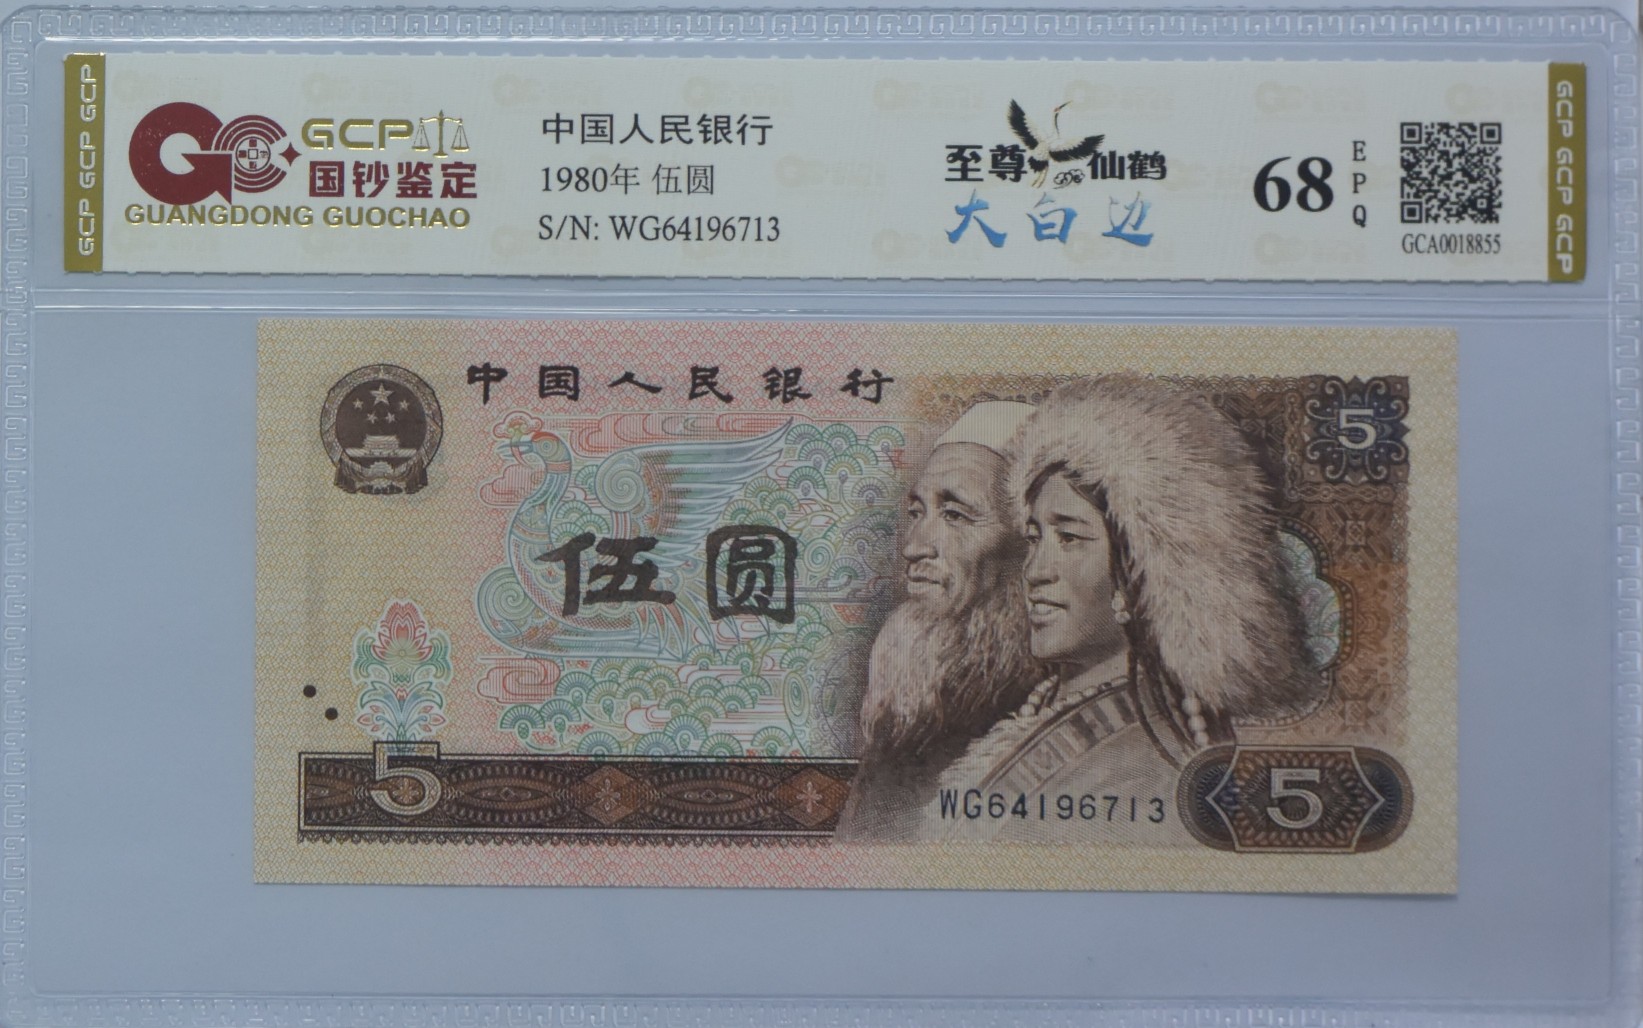 GCP GCP GCP
GCP
国钞鉴定
GUANGDONG GUOCHAO
中国人民银行
1980年 伍圆
S/N: WG64196713
至尊 仙鹤
大白边
68
EPQ
GCA0018855
GCP GCP GCP
中国人民银行
5
伍圆
5
WG64196713
5